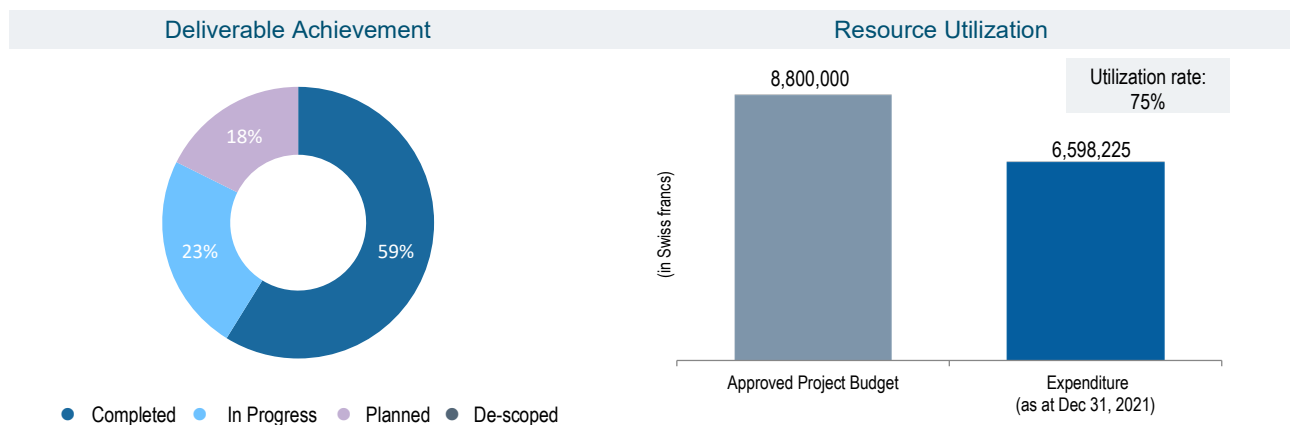 Deliverable Achievement
18%
23%
59%
Completed
In Progress
Planned
De-scoped
Resource Utilization
8,800,000
Utilization rate:
75%
6,598,225
(in Swiss francs)
Approved Project Budget
Expenditure
(as at Dec 31, 2021)